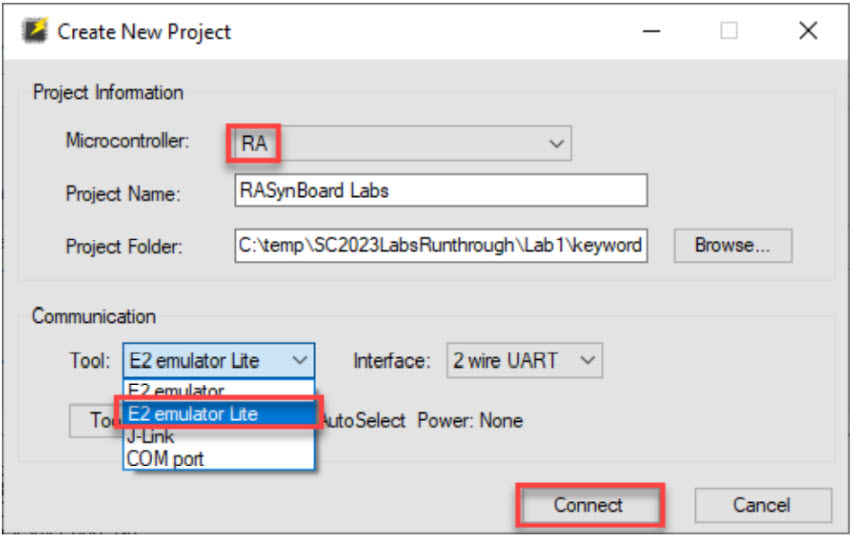 Create New Project
Project Information
Microcontroller: RA
Project Name: RASynBoard Labs
Project Folder: C:\temp\SC2023LabsRunthrough\Lab1\keyword Browse...
Communication
Tool: E2 emulator Lite Interface: 2 wire UART
E2 emulator
E2 emulator Lite
AutoSelect Power: None
J-Link
COM port
Connect Cancel